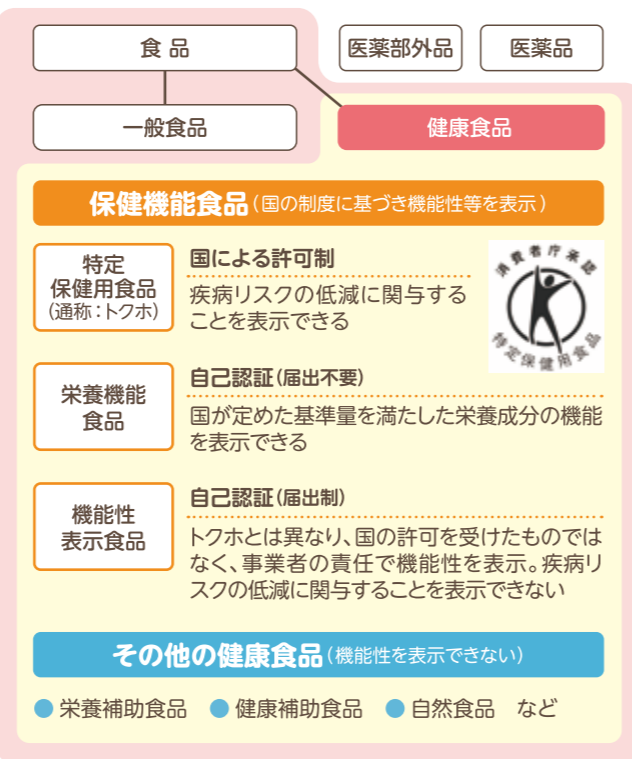 食品
医薬部外品
医薬品
一般食品
健康食品
保健機能食品(国の制度に基づき機能性等を表示)
特定
保健用食品
(通称:トクホ)
国による許可制
疾病リスクの低減に関与する
ことを表示できる
消費者庁承認
特定保健用食品
栄養機能
食品
自己認証(届出不要)
国が定めた基準量を満たした栄養成分の機能
を表示できる
機能性
表示食品
自己認証(届出制)
トクホとは異なり、国の許可を受けたものでは
なく、事業者の責任で機能性を表示。疾病リ
スクの低減に関与することを表示できない
その他の健康食品(機能性を表示できない)
●栄養補助食品 ●健康補助食品 ●自然食品 など